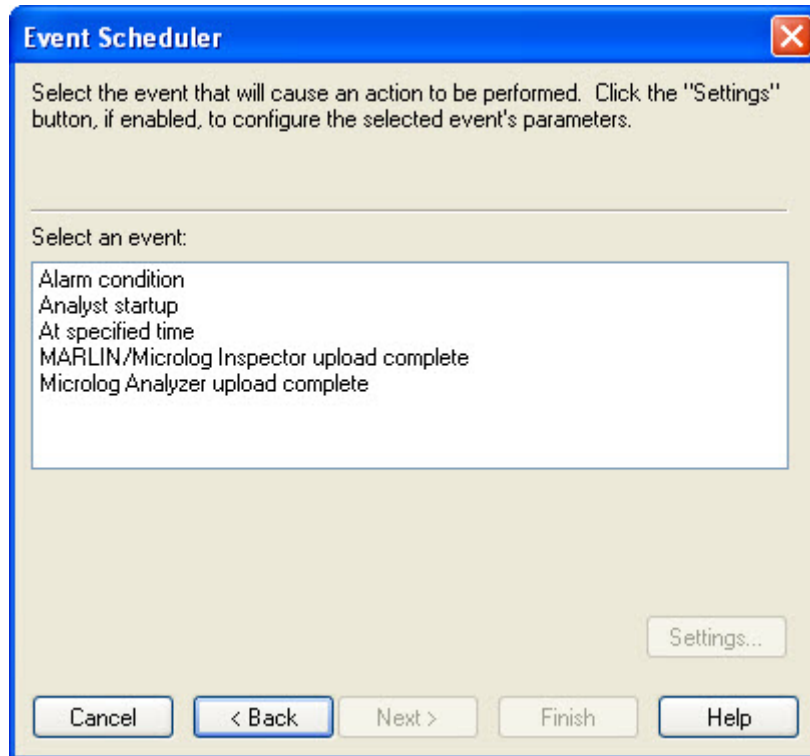 Event Scheduler
Select the event that will cause an action to be performed.  Click the "Settings"
button, if enabled, to configure the selected event's parameters.
Select an event:
Alarm condition
Analyst startup
At specified time
MARLIN/Microlog Inspector upload complete
Microlog Analyzer upload complete
Settings...
Cancel
< Back
Next >
Finish
Help